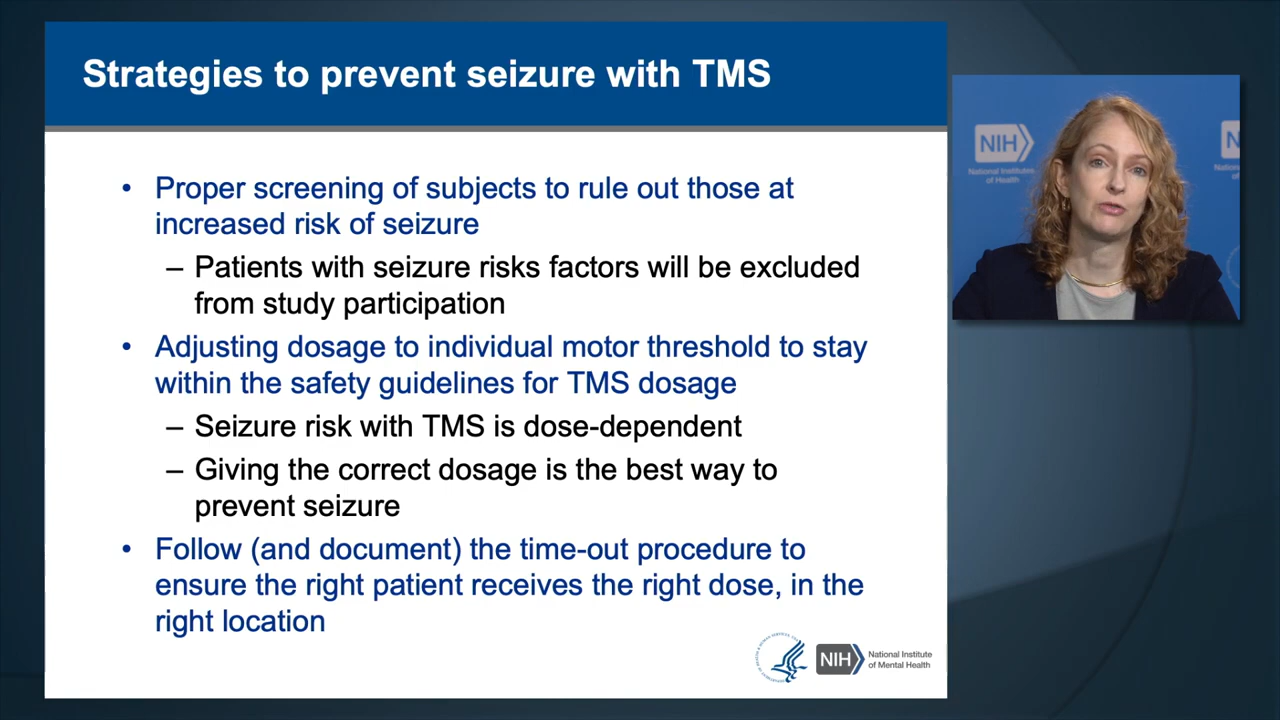 Strategies to prevent seizure with TMS
• Proper screening of subjects to rule out those at
increased risk of seizure
– Patients with seizure risks factors will be excluded
from study participation
• Adjusting dosage to individual motor threshold to stay
within the safety guidelines for TMS dosage
– Seizure risk with TMS is dose-dependent
– Giving the correct dosage is the best way to
prevent seizure
• Follow (and document) the time-out procedure to
ensure the right patient receives the right dose, in the
right location
NIH
National Institute
of Mental Health
NIH
National Institutes
of Health